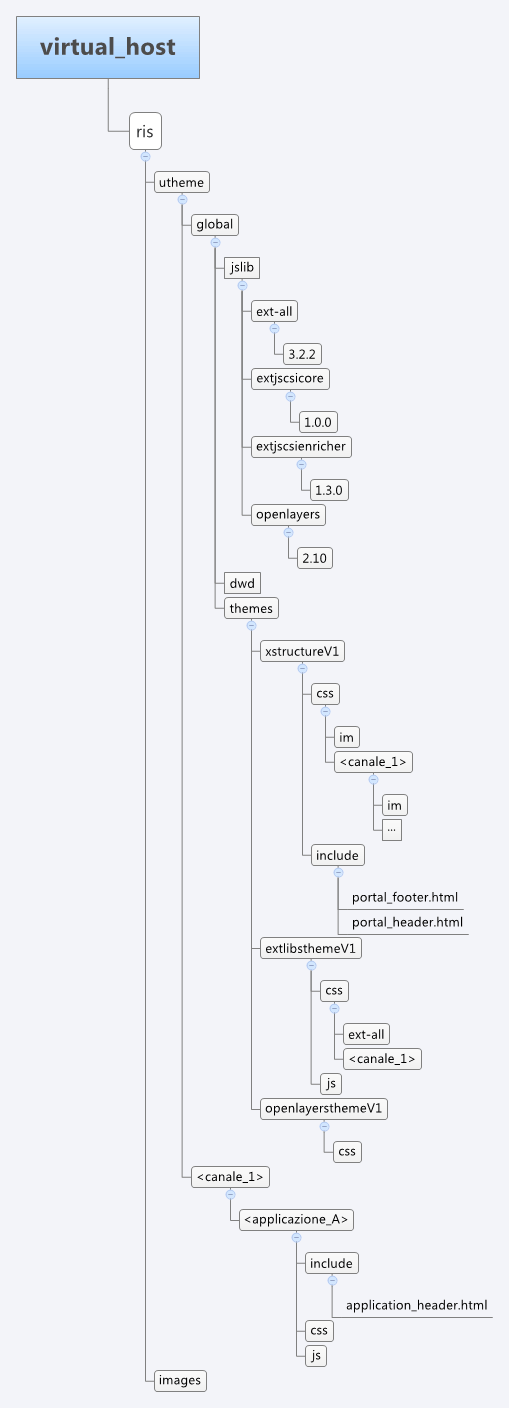 virtual_host
ris
utheme
global
jslib
ext-all
3.2.2
extjscsicore
1.0.0
extjscsienricher
1.3.0
openlayers
2.10
dwd
themes
xstructureV1
css
im
<canale_1>
im
...
include
portal_footer.html
portal_header.html
extlibsthemeV1
css
ext-all
<canale_1>
js
openlayersthemeV1
css
<canale_1>
<applicazione_A>
include
application_header.html
css
js
images